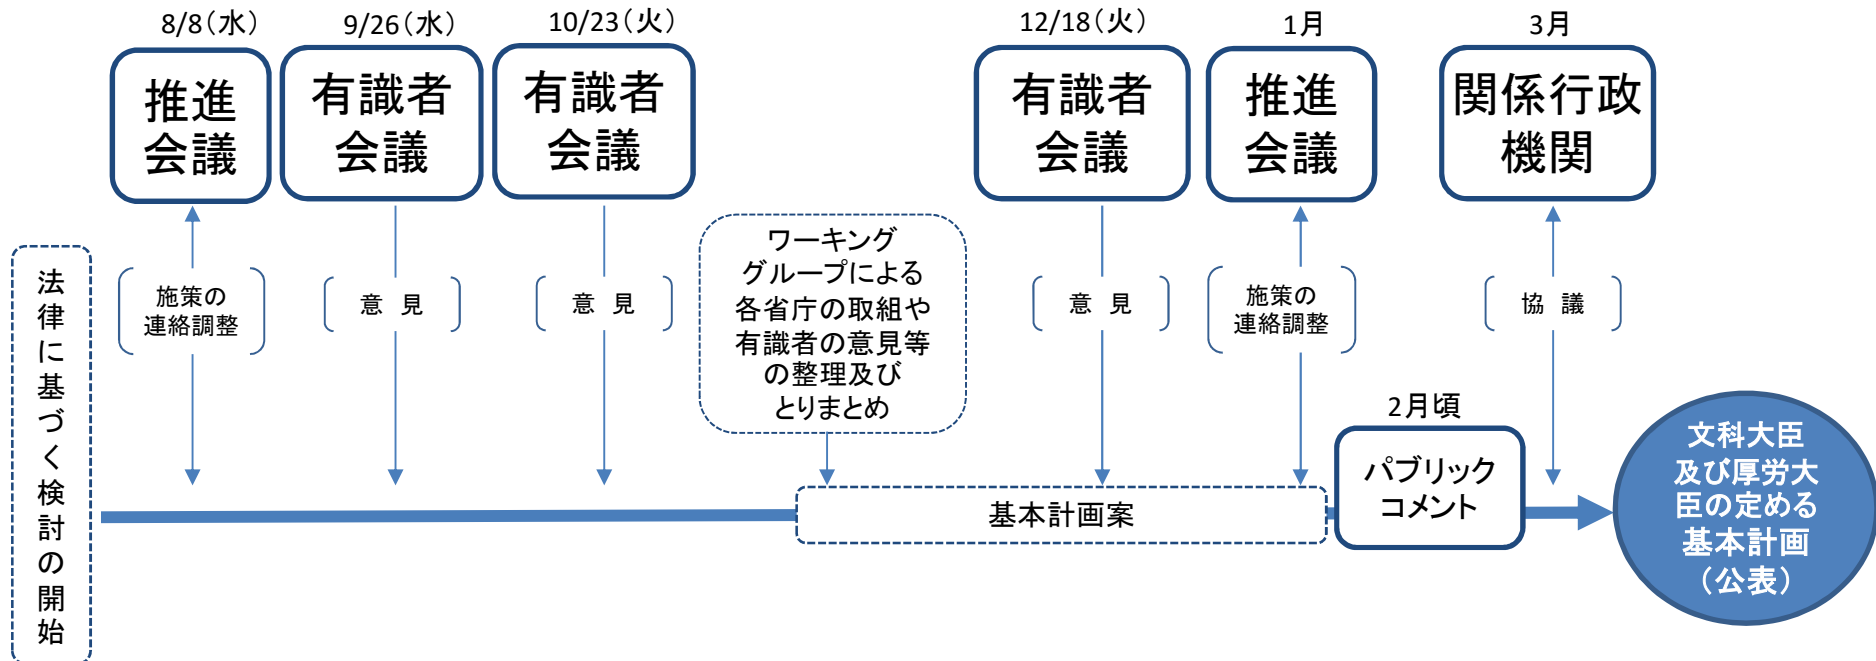 8/8(水)
推進
会議
9/26(水)
有識者
会議
10/23(火)
有識者
会議
12/18(火)
有識者
会議
1月
推進
会議
3月
関係行政
機関
法律に基づく検討の開始
施策の
連絡調整
意 見
意 見
ワーキング
グループによる
各省庁の取組や
有識者の意見等
の整理及び
とりまとめ
意 見
施策の
連絡調整
協 議
基本計画案
2月頃
パブリック
コメント
文科大臣
及び厚労大
臣の定める
基本計画
(公表)